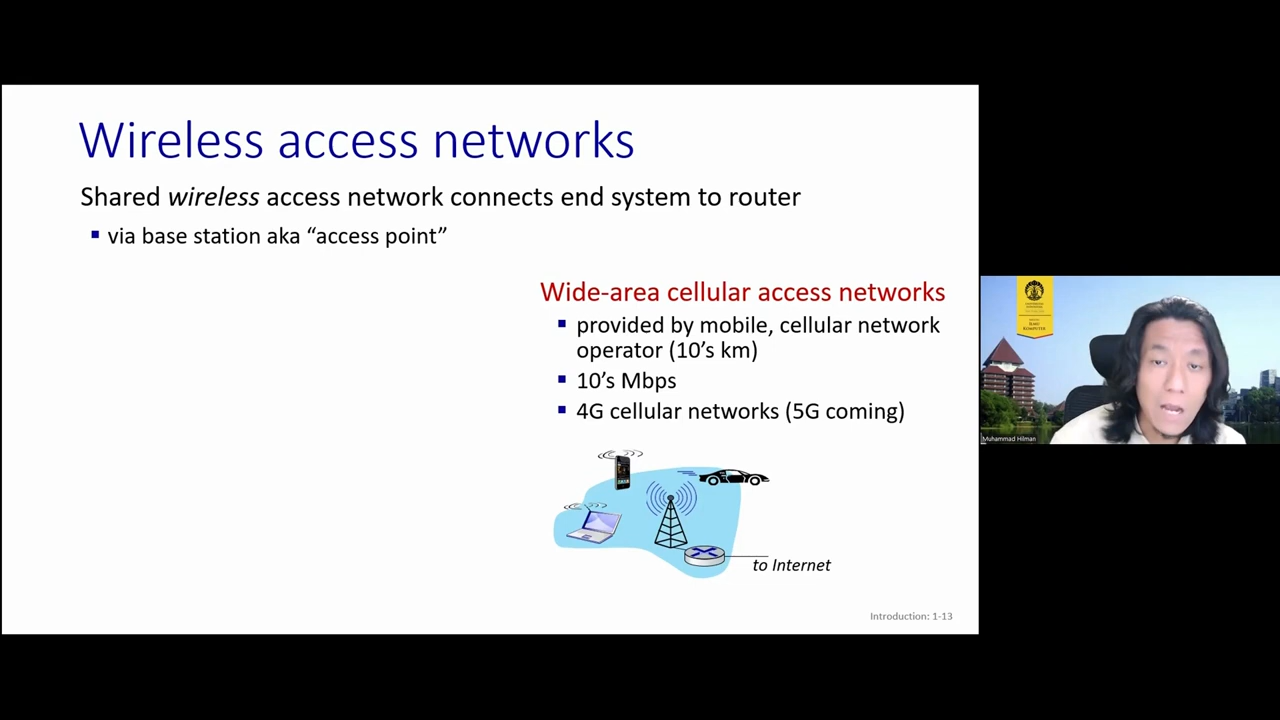 Wireless access networks
Shared wireless access network connects end system to router
▪ via base station aka “access point”
Wide-area cellular access networks
▪ provided by mobile, cellular network
operator (10’s km)
▪ 10’s Mbps
▪ 4G cellular networks (5G coming)
to Internet
Introduction: 1-13
ILMU
KOMPUTER
Muhammad Hilman